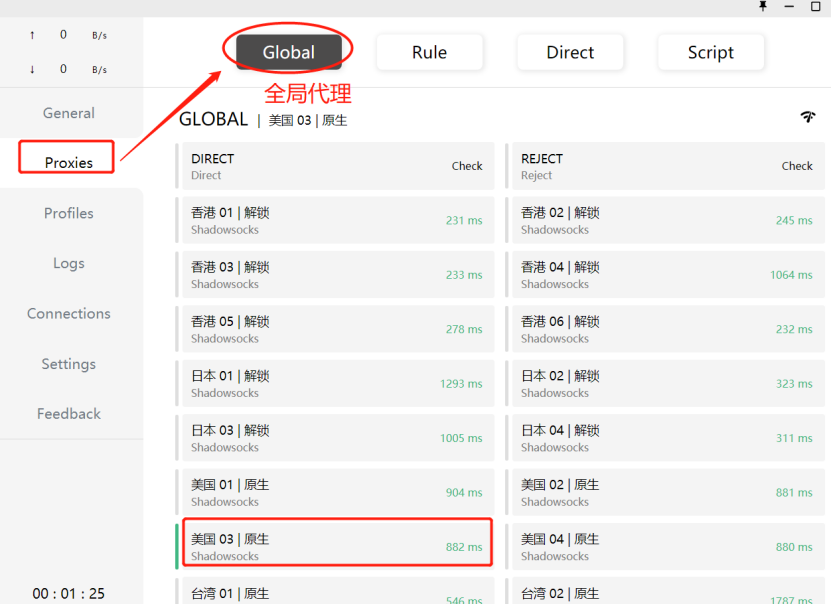 ↑ 0 B/s
↓ 0 B/s
General
Proxies
Profiles
Logs
Connections
Settings
Feedback
00 : 01 : 25
Global Rule Direct Script
全局代理
GLOBAL | 美国 03 | 原生
DIRECT
Direct
Check
REJECT
Reject
Check
香港 01 | 解锁
Shadowsocks
231 ms
香港 02 | 解锁
Shadowsocks
245 ms
香港 03 | 解锁
Shadowsocks
233 ms
香港 04 | 解锁
Shadowsocks
1064 ms
香港 05 | 解锁
Shadowsocks
278 ms
香港 06 | 解锁
Shadowsocks
232 ms
日本 01 | 解锁
Shadowsocks
1293 ms
日本 02 | 解锁
Shadowsocks
323 ms
日本 03 | 解锁
Shadowsocks
1005 ms
日本 04 | 解锁
Shadowsocks
311 ms
美国 01 | 原生
Shadowsocks
904 ms
美国 02 | 原生
Shadowsocks
881 ms
美国 03 | 原生
Shadowsocks
882 ms
美国 04 | 原生
Shadowsocks
880 ms
台湾 01 | 原生
546 ms
台湾 02 | 原生
1787 ms